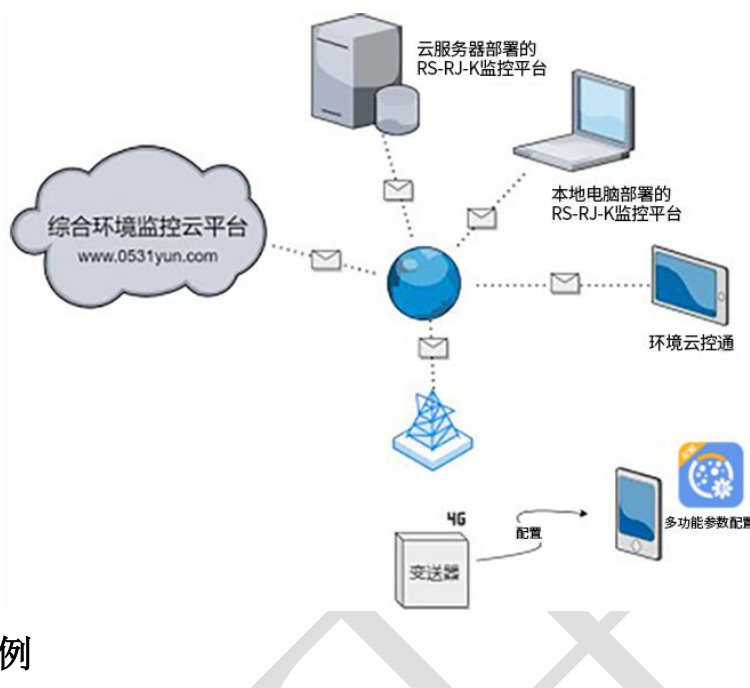 云服务器部署的
RS-RJ-K监控平台
本地电脑部署的
RS-RJ-K监控平台
综合环境监控云平台
www.0531yun.com
环境云控通
多功能参数配置
4G
配置
变送器
例